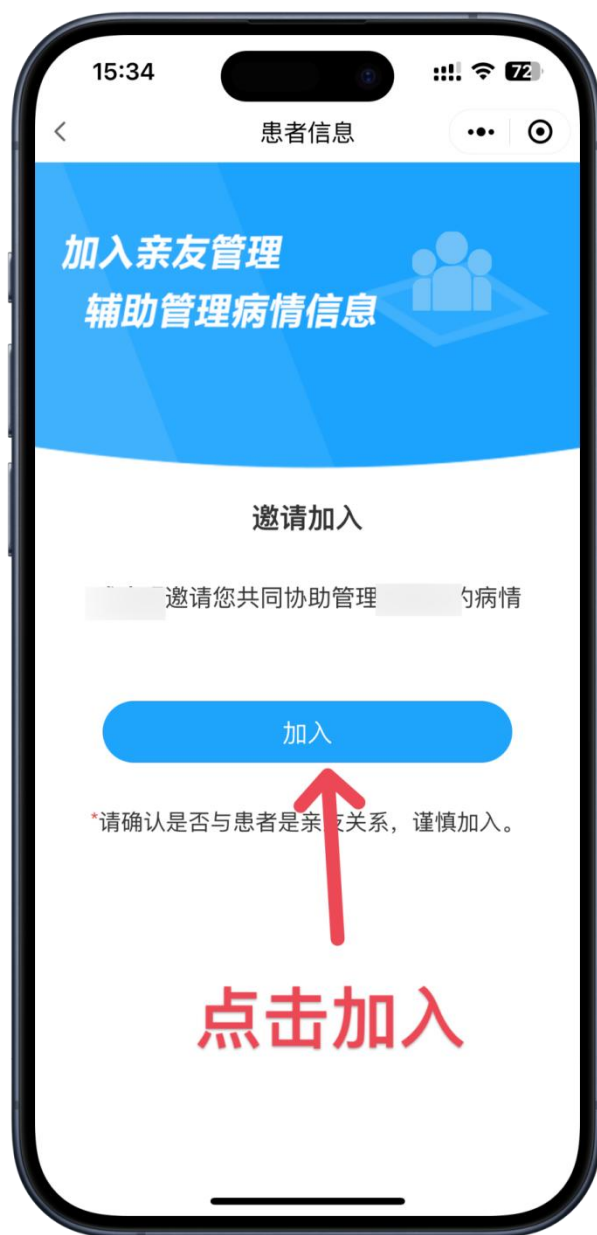 15:34
72
患者信息
加入亲友管理
辅助管理病情信息
邀请加入
邀请您共同协助管理 的病情
加入
*请确认是否与患者是亲友关系，谨慎加入。
点击加入